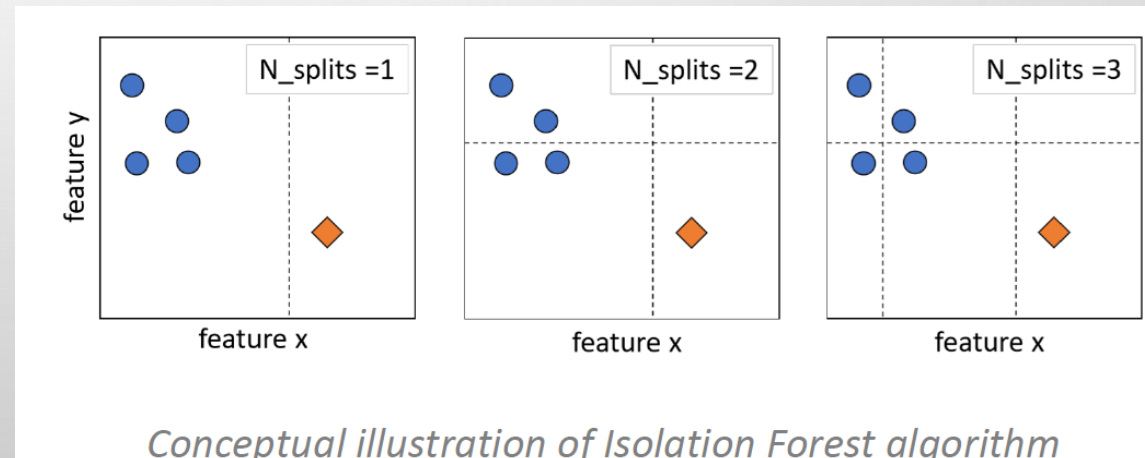 N_splits =1
N_splits =2
N_splits =3
feature y
feature x
feature x
feature x
Conceptual illustration of Isolation Forest algorithm